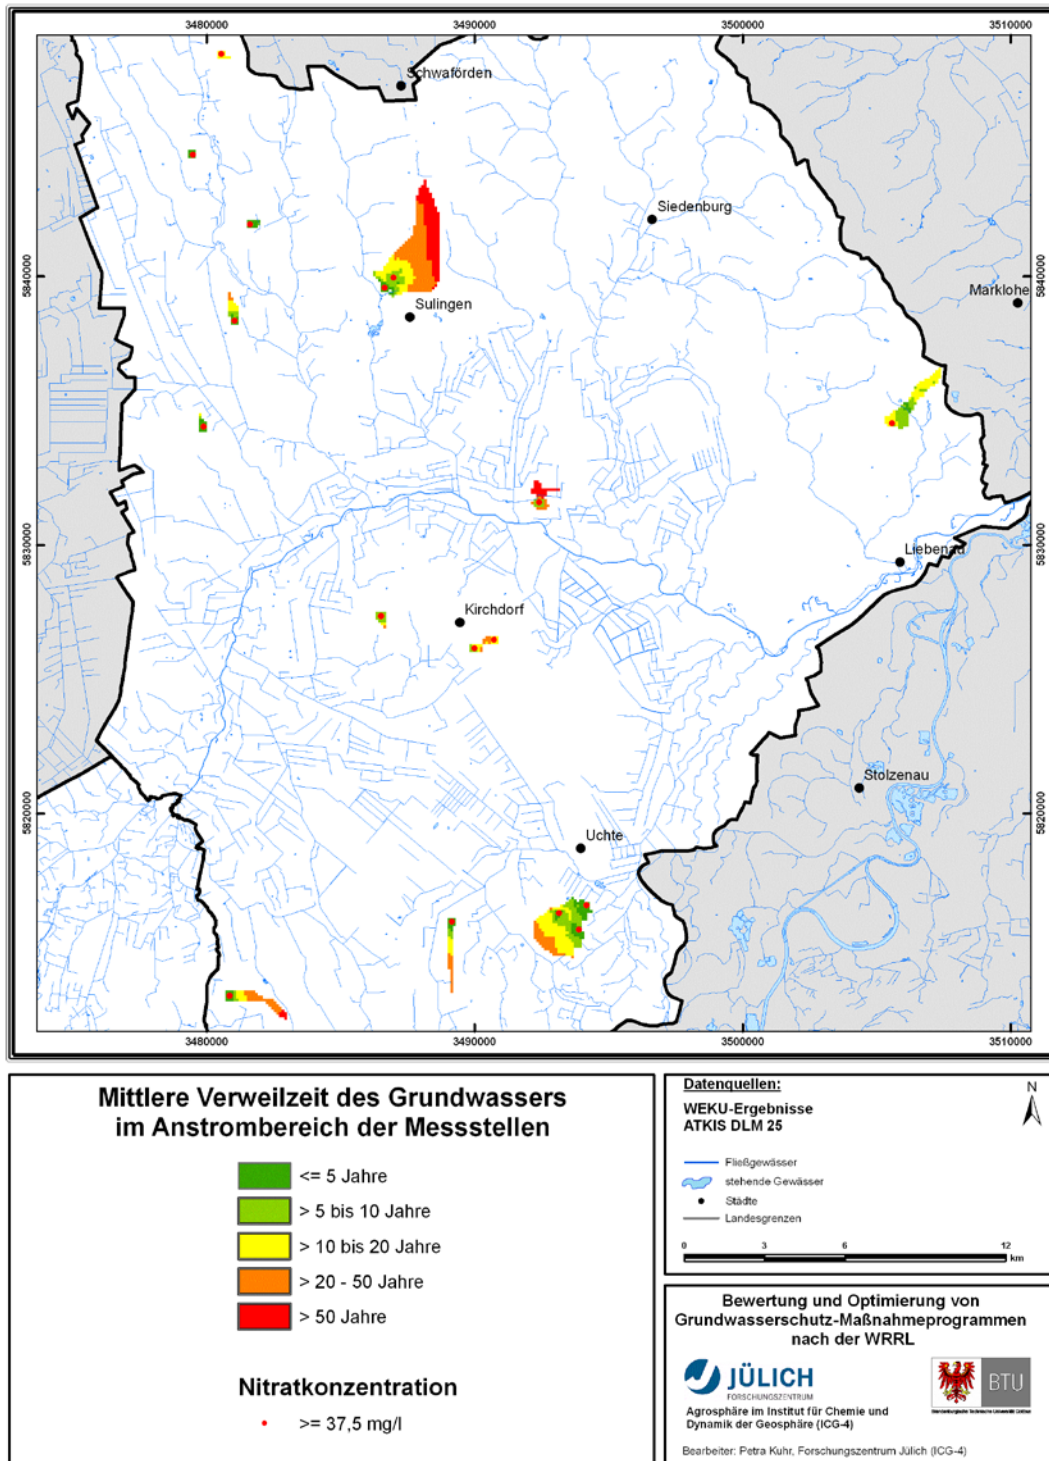 3480000
3490000
3500000
3510000
Schwaförden
Siedenburg
5840000
5840000
Marklohe
Sulingen
5830000
5830000
Liebenau
Kirchdorf
Stolzenau
5820000
5820000
Uchte
3480000
3490000
3500000
3510000
Mittlere Verweilzeit des Grundwassers
im Anstrombereich der Messstellen
<= 5 Jahre
> 5 bis 10 Jahre
> 10 bis 20 Jahre
> 20 - 50 Jahre
> 50 Jahre
Nitratkonzentration
>= 37,5 mg/l
Datenquellen:
N
WEKU-Ergebnisse
ATKIS DLM 25
Fließgewässer
stehende Gewässer
Städte
Landesgrenzen
0 3 6 12
km
Bewertung und Optimierung von
Grundwasserschutz-Maßnahmeprogrammen
nach der WRRL
JÜLICH
FORSCHUNGSZENTRUM
BTU
Brandenburgische Technische Universität Cottbus
Agrosphäre im Institut für Chemie und
Dynamik der Geosphäre (ICG-4)
Bearbeiter: Petra Kuhr, Forschungszentrum Jülich (ICG-4)